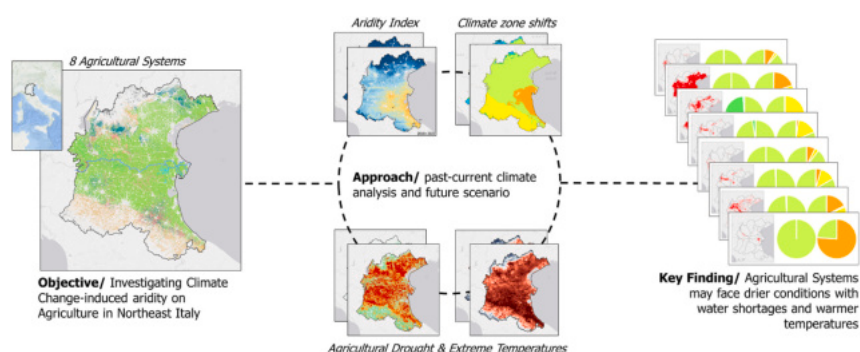 Aridity Index
Climate zone shifts
8 Agricultural Systems
Approach/ past-current climate
analysis and future scenario
Objective/ Investigating Climate
Change-induced aridity on
Agriculture in Northeast Italy
Key Finding/ Agricultural Systems
may face drier conditions with
water shortages and warmer
temperatures
Agricultural Drought & Extreme Temperatures